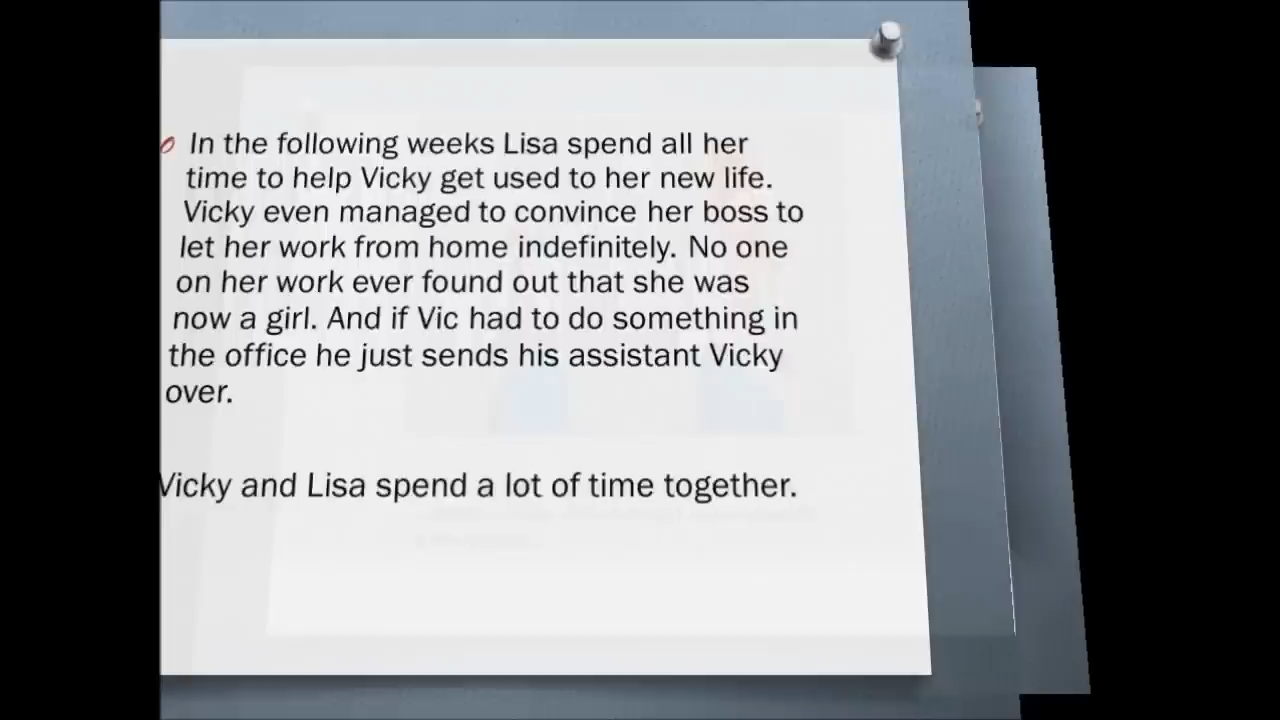 In the following weeks Lisa spend all her
time to help Vicky get used to her new life.
Vicky even managed to convince her boss to
let her work from home indefinitely. No one
on her work ever found out that she was
now a girl. And if Vic had to do something in
the office he just sends his assistant Vicky
over.
Vicky and Lisa spend a lot of time together.